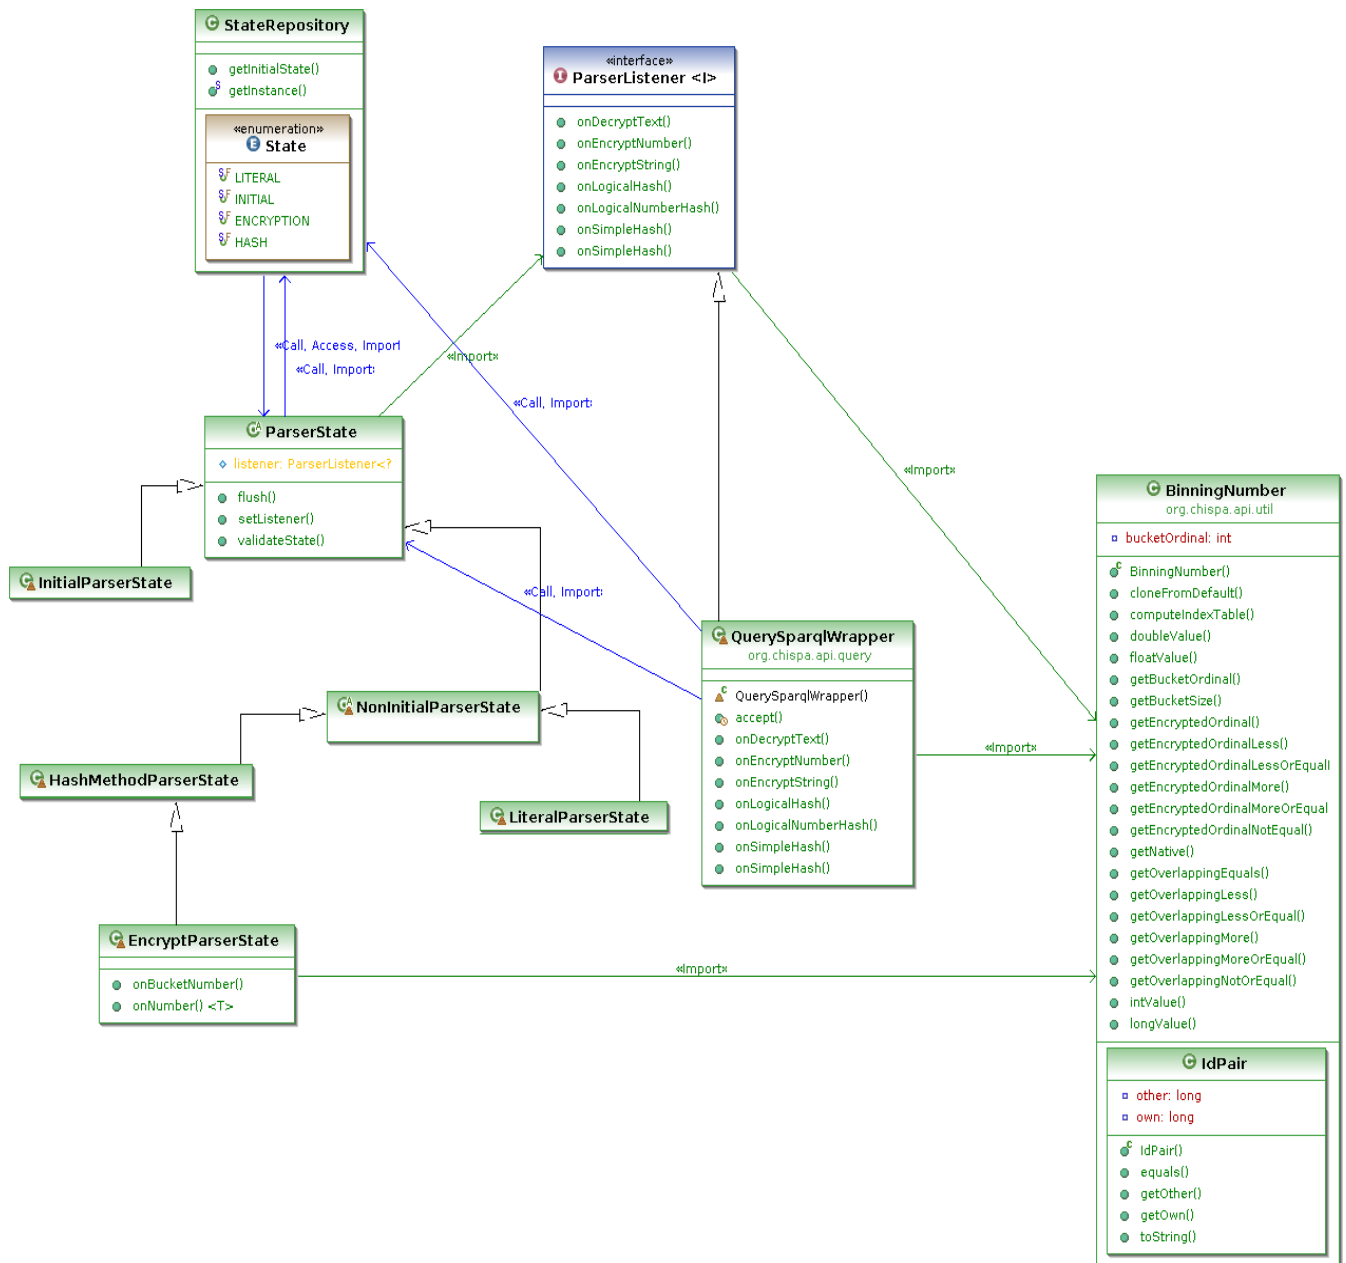 StateRepository
getInitialState()
getInstance()
«enumeration»
State
LITERAL
INITIAL
ENCRYPTION
HASH
«interface»
ParserListener <I>
onDecryptText()
onEncryptNumber()
onEncryptString()
onLogicalHash()
onLogicalNumberHash()
onSimpleHash()
onSimpleHash()
«Call, Access, Import
«Call, Import»
«Import»
«Call, Import»
«Import»
ParserState
listener: ParserListener<?
flush()
setListener()
validateState()
InitialParserState
«Call, Import»
NonInitialParserState
HashMethodParserState
LiteralParserState
EncryptParserState
onBucketNumber()
onNumber() <T>
QuerySparqlWrapper
org.chispa.api.query
QuerySparqlWrapper()
accept()
onDecryptText()
onEncryptNumber()
onEncryptString()
onLogicalHash()
onLogicalNumberHash()
onSimpleHash()
onSimpleHash()
«Import»
«Import»
BinningNumber
org.chispa.api.util
bucketOrdinal: int
BinningNumber()
cloneFromDefault()
computeIndexTable()
doubleValue()
floatValue()
getBucketOrdinal()
getBucketSize()
getEncryptedOrdinal()
getEncryptedOrdinalLess()
getEncryptedOrdinalLessOrEqual(
getEncryptedOrdinalMore()
getEncryptedOrdinalMoreOrEqual
getEncryptedOrdinalNotEqual()
getNative()
getOverlappingEquals()
getOverlappingLess()
getOverlappingLessOrEqual()
getOverlappingMore()
getOverlappingMoreOrEqual()
getOverlappingNotOrEqual()
intValue()
longValue()
IdPair
other: long
own: long
IdPair()
equals()
getOther()
getOwn()
toString()